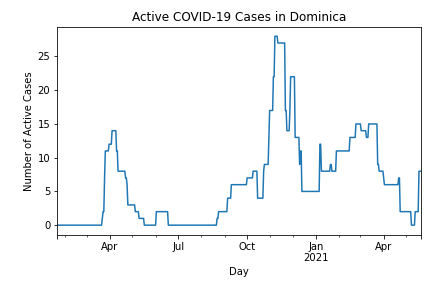 Active COVID-19 Cases in Dominica
Number of Active Cases
25
20
15
10
5
0
Apr Jul Oct Jan Apr
2021
Day